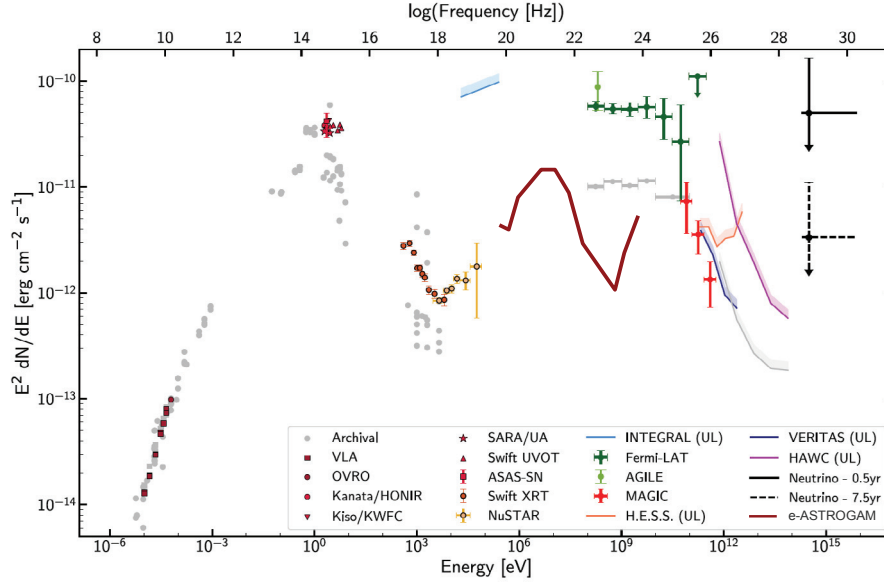 log(Frequency [Hz])
8 10 12 14 16 18 20 22 24 26 28 30
10⁻¹⁰
10⁻¹¹
10⁻¹²
10⁻¹³
10⁻¹⁴
E² dN/dE [erg cm⁻² s⁻¹]
Archival
VLA
OVRO
Kanata/HONIR
Kiso/KWFC
SARA/UA
Swift UVOT
ASAS-SN
Swift XRT
NuSTAR
INTEGRAL (UL)
Fermi-LAT
AGILE
MAGIC
H.E.S.S. (UL)
VERITAS (UL)
HAWC (UL)
Neutrino - 0.5yr
Neutrino - 7.5yr
e-ASTROGAM
10⁻⁶ 10⁻³ 10⁰ 10³ 10⁶ 10⁹ 10¹² 10¹⁵
Energy [eV]